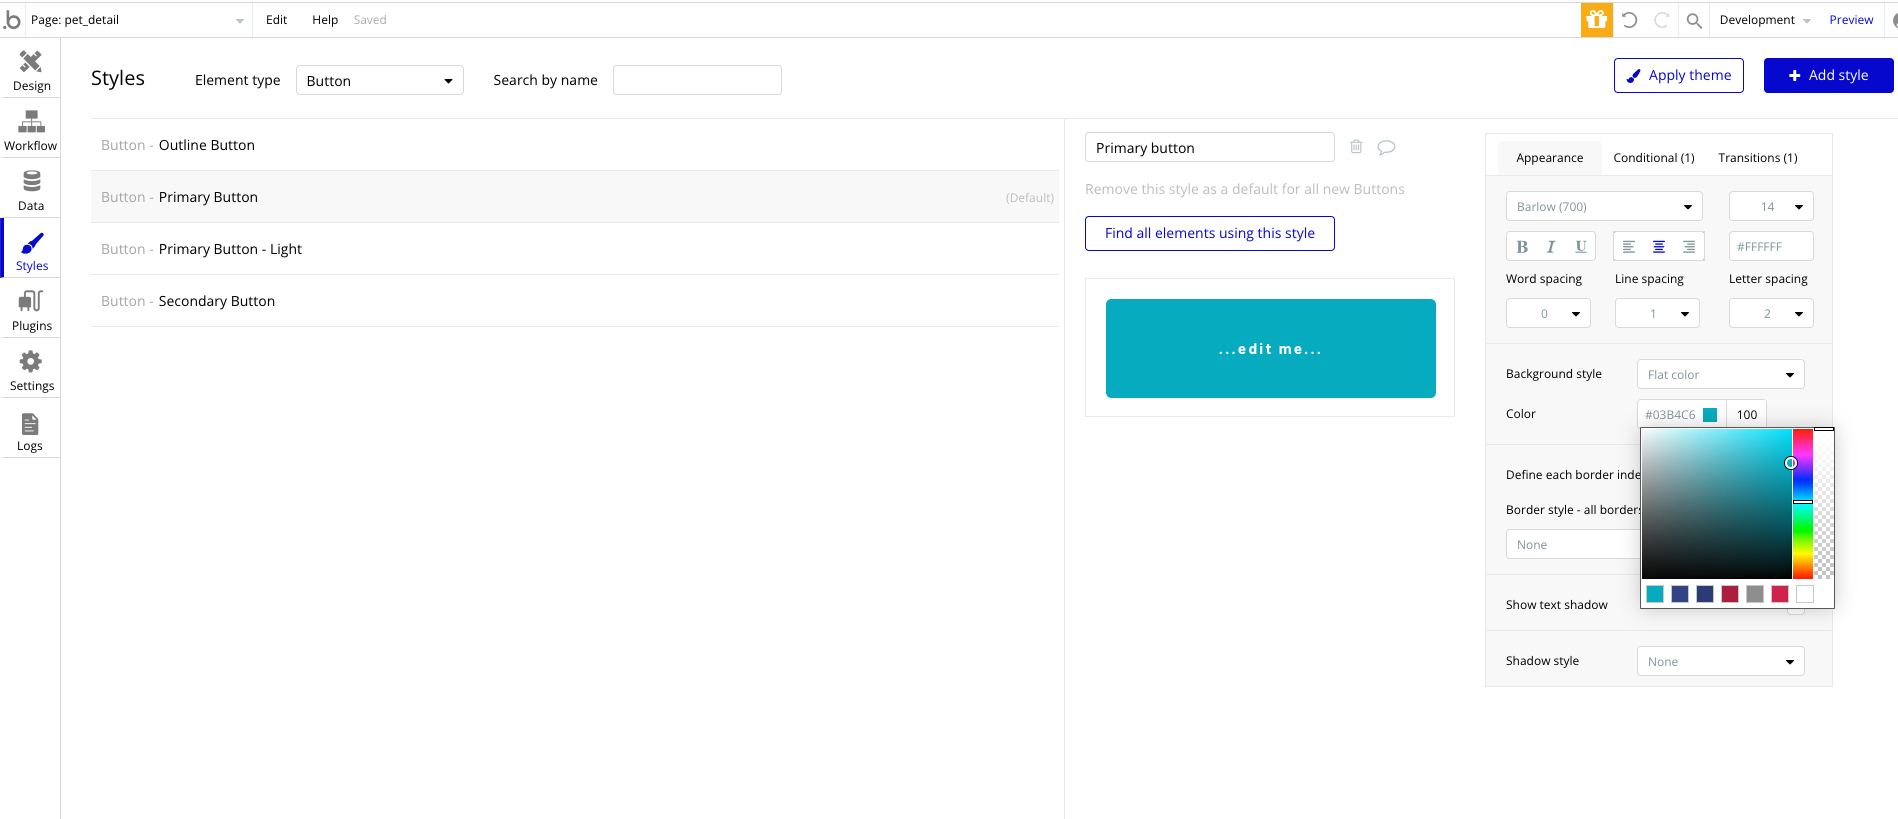 .b Page: pet_detail Edit Help Saved Development Preview
Design
Workflow
Data
Styles
Plugins
Settings
Logs
Styles Element type Button Search by name Apply theme + Add style
Button - Outline Button
Button - Primary Button (Default)
Button - Primary Button - Light
Button - Secondary Button
Primary button
Remove this style as a default for all new Buttons
Find all elements using this style
...edit me...
Appearance Conditional (1) Transitions (1)
Barlow (700) 14
B I U #FFFFFF
Word spacing Line spacing Letter spacing
0 1 2
Background style Flat color
Color #03B4C6 100
Define each border inde
Border style - all borders
None
Show text shadow
Shadow style None